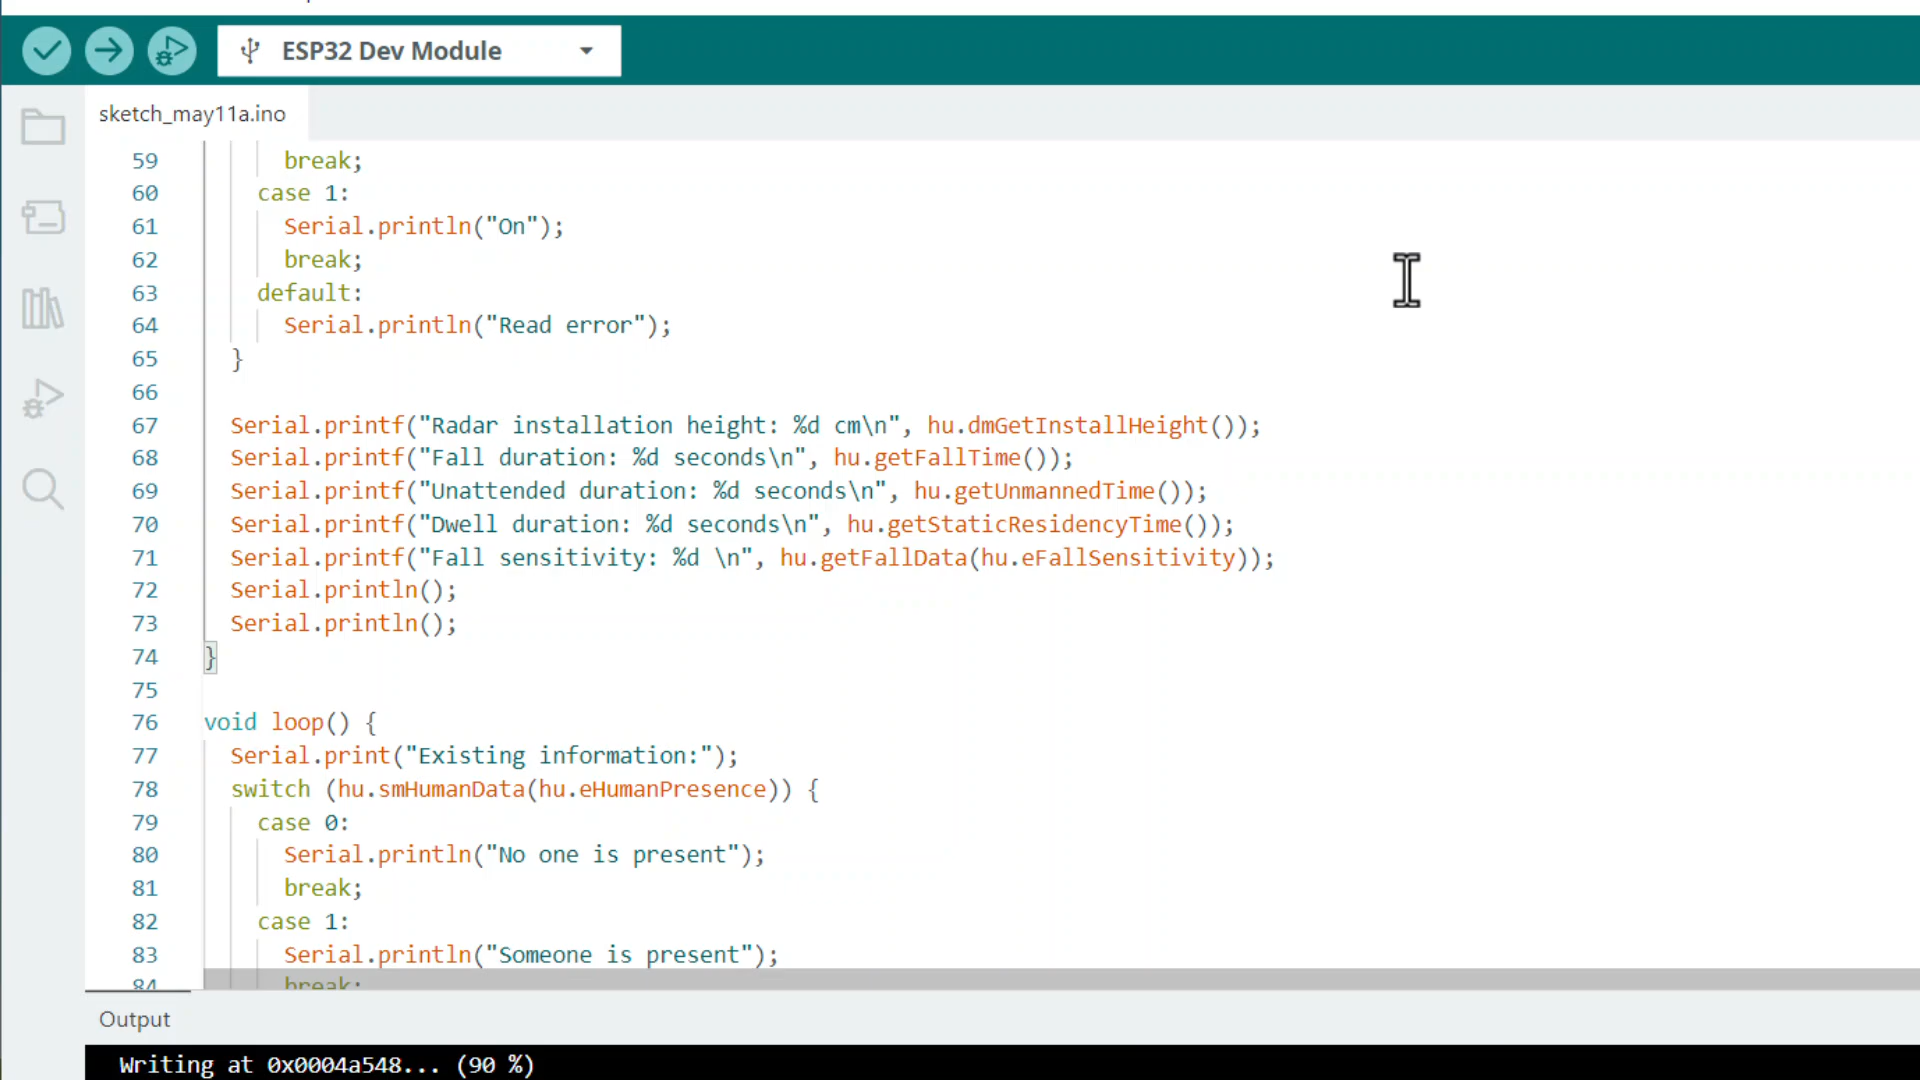 ESP32 Dev Module
sketch_may11a.ino
59 break;
60 case 1:
61 Serial.println("On");
62 break;
63 default:
64 Serial.println("Read error");
65 }
66
67 Serial.printf("Radar installation height: %d cm\n", hu.dmGetInstallHeight());
68 Serial.printf("Fall duration: %d seconds\n", hu.getFallTime());
69 Serial.printf("Unattended duration: %d seconds\n", hu.getUnmannedTime());
70 Serial.printf("Dwell duration: %d seconds\n", hu.getStaticResidencyTime());
71 Serial.printf("Fall sensitivity: %d \n", hu.getFallData(hu.eFallSensitivity));
72 Serial.println();
73 Serial.println();
74 }
75
76 void loop() {
77 Serial.print("Existing information:");
78 switch (hu.smHumanData(hu.eHumanPresence)) {
79 case 0:
80 Serial.println("No one is present");
81 break;
82 case 1:
83 Serial.println("Someone is present");
84 break;
Output
Writing at 0x0004a548... (90 %)